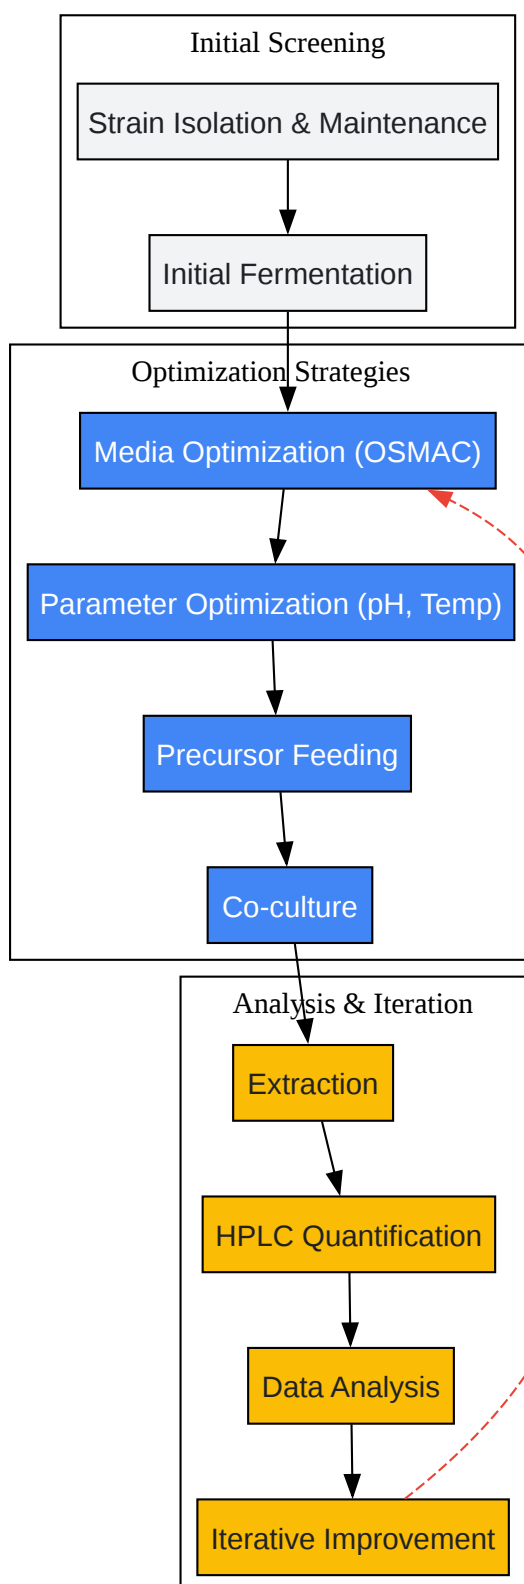 Initial Screening
Strain Isolation & Maintenance
Initial Fermentation
Optimization Strategies
Media Optimization (OSMAC)
Parameter Optimization (pH, Temp)
Precursor Feeding
Co-culture
Analysis & Iteration
Extraction
HPLC Quantification
Data Analysis
Iterative Improvement